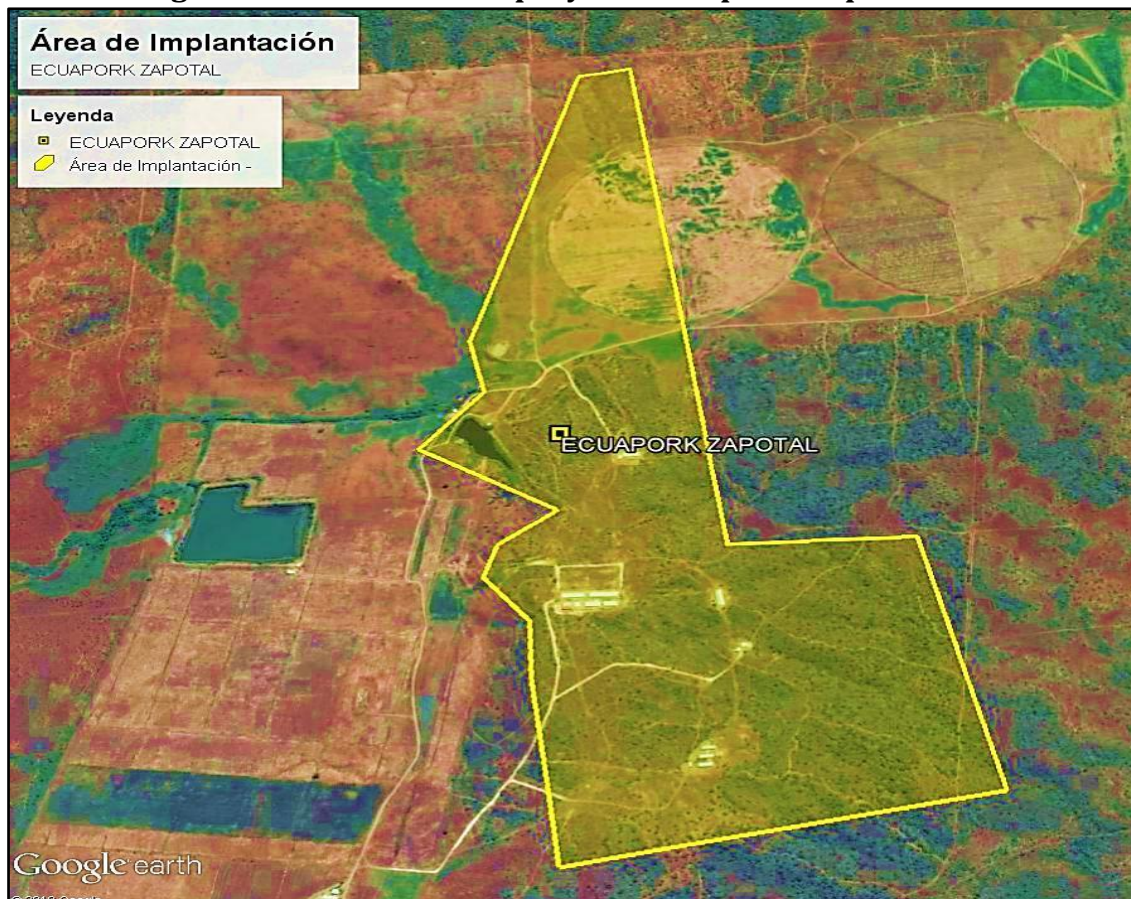 Área de Implantación
ECUAPORK ZAPOTAL
Leyenda
ECUAPORK ZAPOTAL
Área de Implantación -
ECUAPORK ZAPOTAL
Google earth